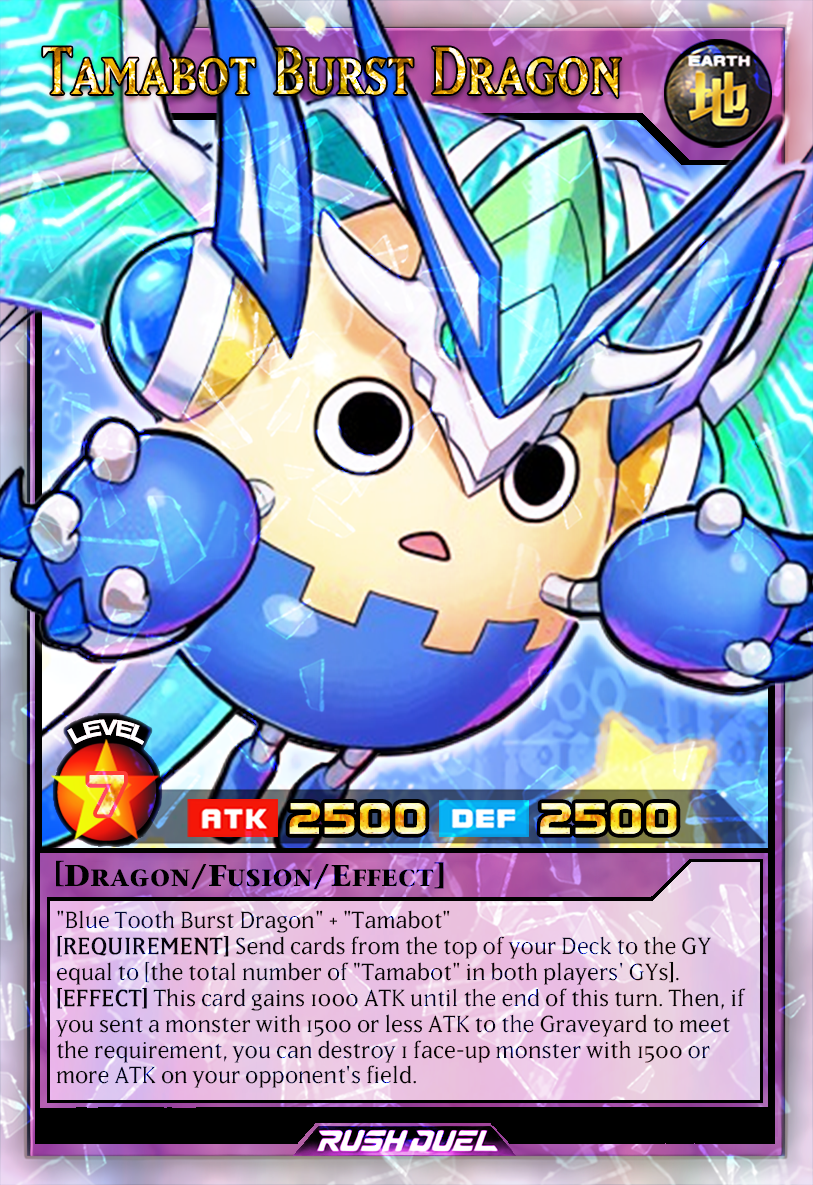 Tamabot Burst Dragon
EARTH
地
LEVEL
7
ATK 2500 DEF 2500
[Dragon/Fusion/Effect]
"Blue Tooth Burst Dragon" + "Tamabot"
[REQUIREMENT] Send cards from the top of your Deck to the GY
equal to [the total number of "Tamabot" in both players' GYs].
[EFFECT] This card gains 1000 ATK until the end of this turn. Then, if
you sent a monster with 1500 or less ATK to the Graveyard to meet
the requirement, you can destroy 1 face-up monster with 1500 or
more ATK on your opponent's field.
RUSH DUEL